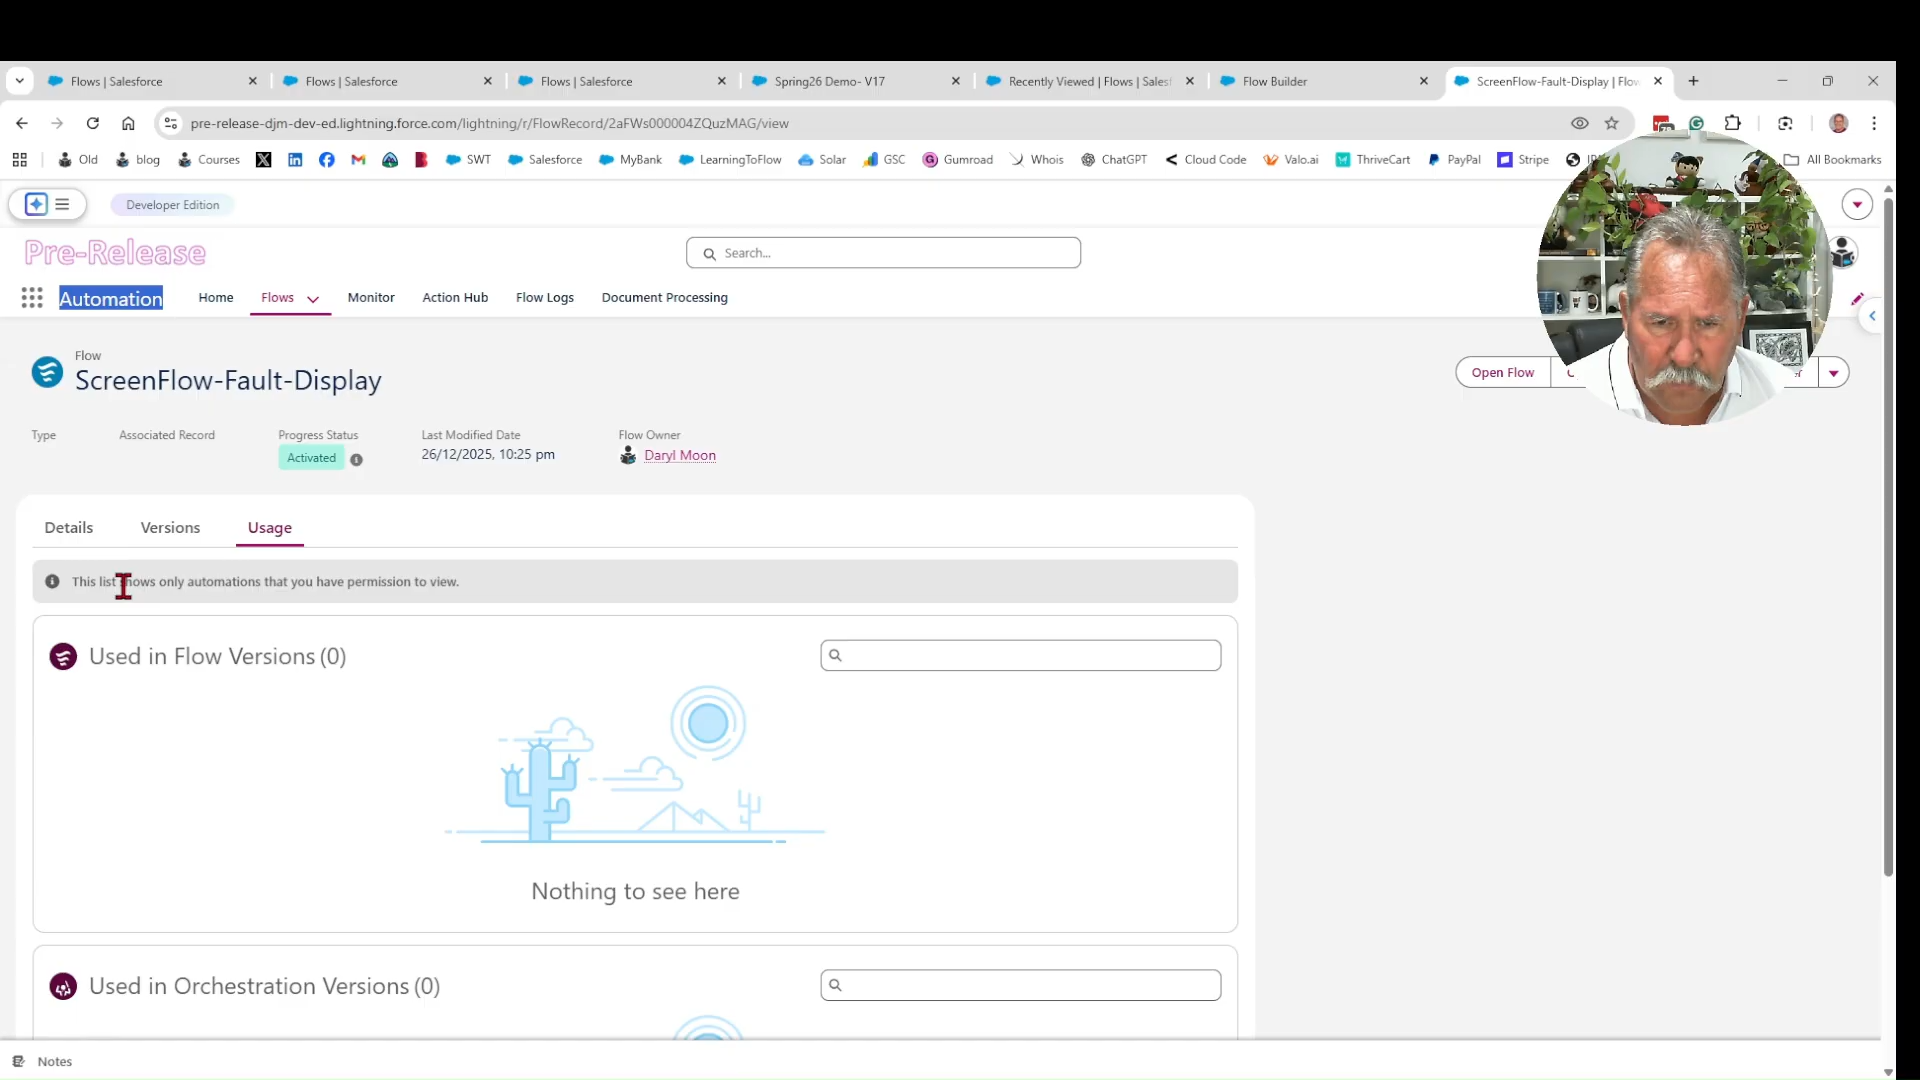 Flows | Salesforce
Flows | Salesforce
Flows | Salesforce
Spring26 Demo- V17
Recently Viewed | Flows | Salesf
Flow Builder
ScreenFlow-Fault-Display | Flow
pre-release-djm-dev-ed.lightning.force.com/lightning/r/FlowRecord/2aFWs000004ZQuzMAG/view
Old
blog
Courses
SWT
Salesforce
MyBank
LearningToFlow
Solar
GSC
Gumroad
Whois
ChatGPT
Cloud Code
Valo.ai
ThriveCart
PayPal
Stripe
All Bookmarks
Developer Edition
Pre-Release
Search...
Automation
Home
Flows
Monitor
Action Hub
Flow Logs
Document Processing
Flow
ScreenFlow-Fault-Display
Open Flow
Type
Associated Record
Progress Status
Last Modified Date
Flow Owner
Activated
26/12/2025, 10:25 pm
Daryl Moon
Details
Versions
Usage
This list shows only automations that you have permission to view.
Used in Flow Versions (0)
Nothing to see here
Used in Orchestration Versions (0)
Notes